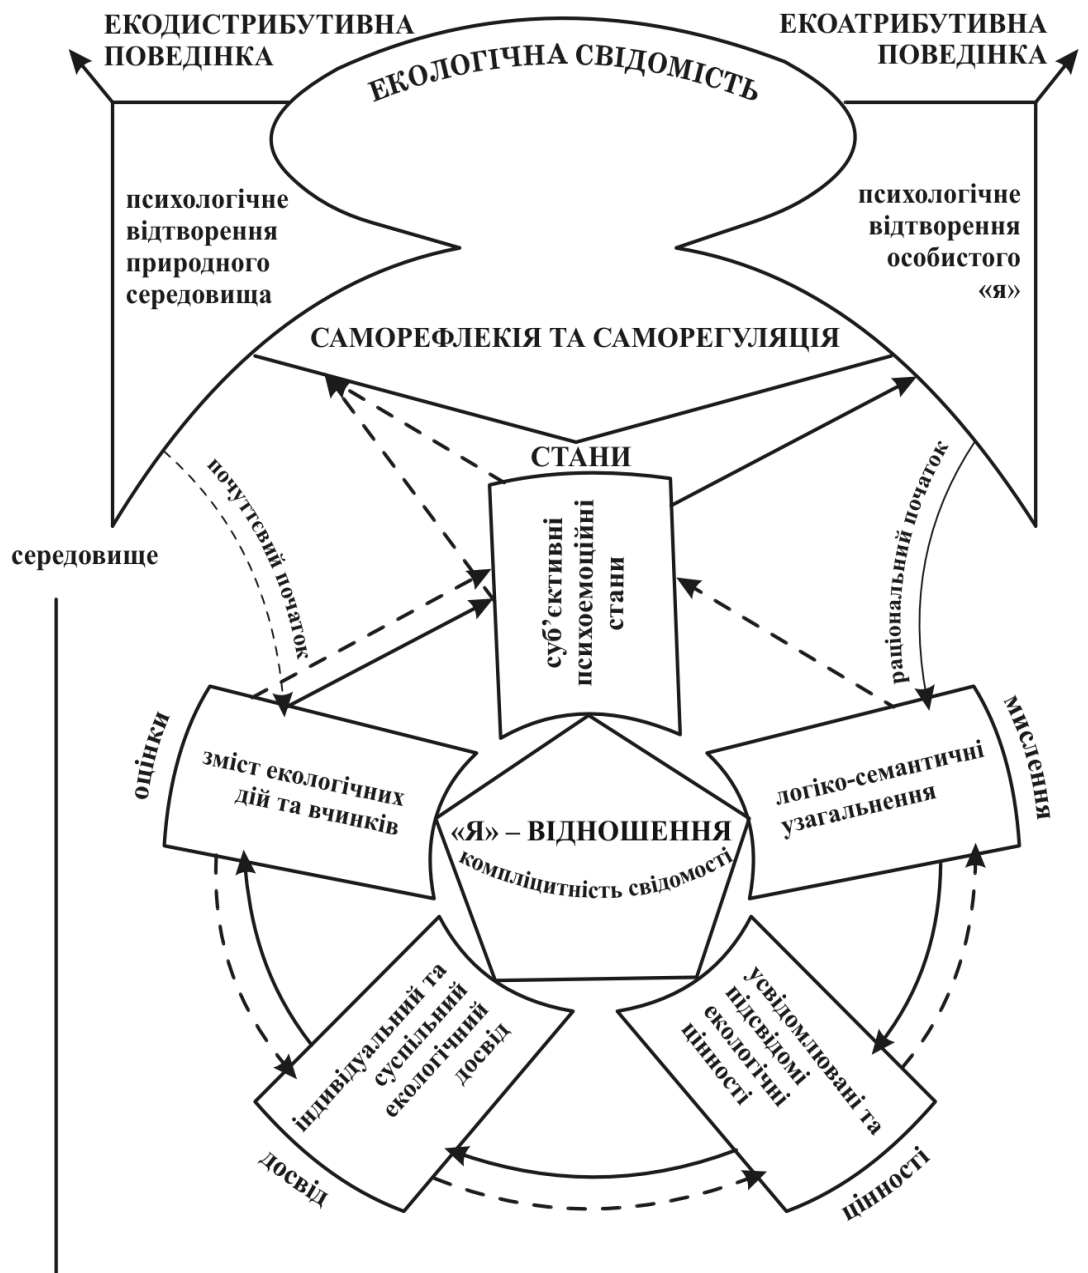 ЕКОДИСТРИБУТИВНА
ПОВЕДІНКА
ЕКОАТРИБУТИВНА
ПОВЕДІНКА
ЕКОЛОГІЧНА СВІДОМІСТЬ
психологічне
відтворення
природного
середовища
психологічне
відтворення
особистого
«я»
САМОРЕФЛЕКІЯ ТА САМОРЕГУЛЯЦІЯ
СТАНИ
почуттєвий початок
раціональний початок
середовище
суб’єктивні
психоемоційні
стани
оцінки
зміст екологічних
дій та вчинків
логіко-семантичні
узагальнення
мислення
«Я» – ВІДНОШЕННЯ
компліцитність свідомості
індивідуальний та
суспільний
екологічний
досвід
усвідомлювані та
підсвідомі
екологічні
цінності
досвід
цінності